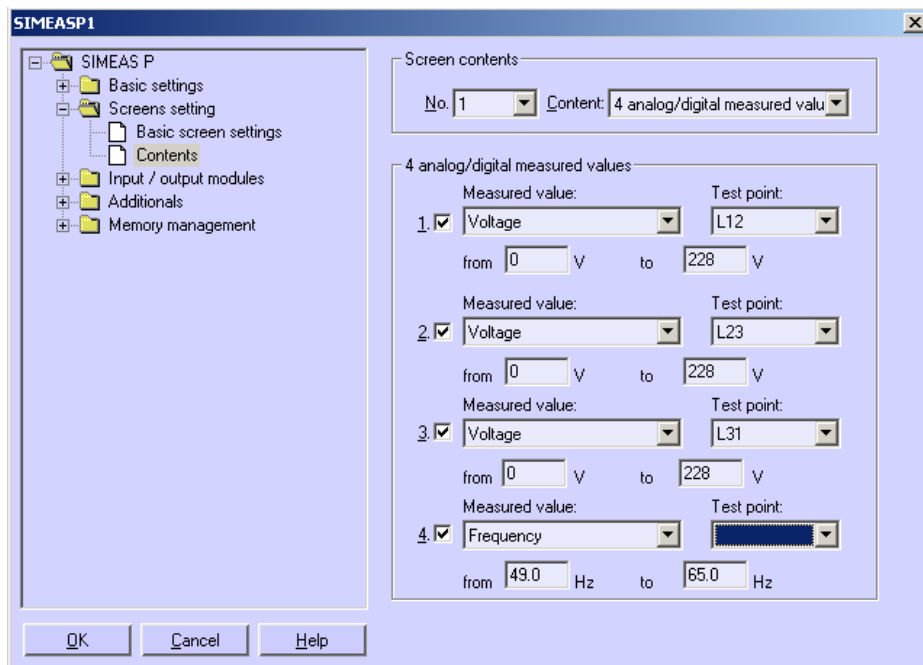 SIMEASP1
SIMEAS P
Basic settings
Screens setting
Basic screen settings
Contents
Input / output modules
Additionals
Memory management
OK Cancel Help
Screen contents
No. 1 Content: 4 analog/digital measured valu
4 analog/digital measured values
Measured value: Test point:
1. Voltage L12
from 0 V to 228 V
Measured value: Test point:
2. Voltage L23
from 0 V to 228 V
Measured value: Test point:
3. Voltage L31
from 0 V to 228 V
Measured value: Test point:
4. Frequency
from 49.0 Hz to 65.0 Hz